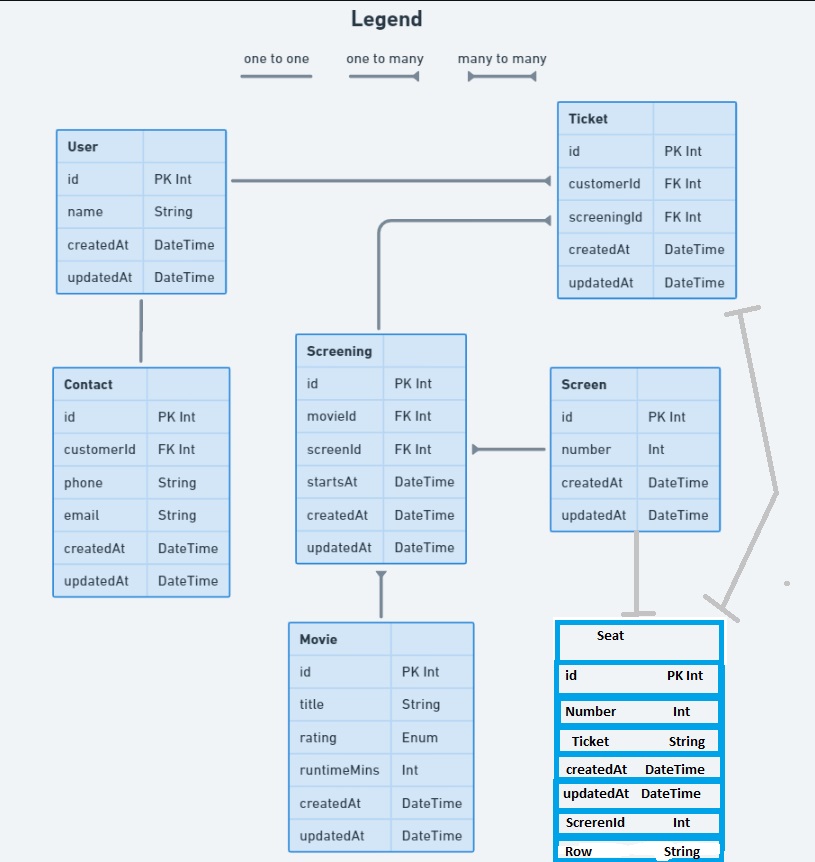 Legend
one to one
one to many
many to many
User
id PK Int
name String
createdAt DateTime
updatedAt DateTime
Ticket
id PK Int
customerId FK Int
screeningId FK Int
createdAt DateTime
updatedAt DateTime
Contact
id PK Int
customerId FK Int
phone String
email String
createdAt DateTime
updatedAt DateTime
Screening
id PK Int
movieId FK Int
screenId FK Int
startsAt DateTime
createdAt DateTime
updatedAt DateTime
Screen
id PK Int
number Int
createdAt DateTime
updatedAt DateTime
Movie
id PK Int
title String
rating Enum
runtimeMins Int
createdAt DateTime
updatedAt DateTime
Seat
id PK Int
Number Int
Ticket String
createdAt DateTime
updatedAt DateTime
ScrerenId Int
Row String